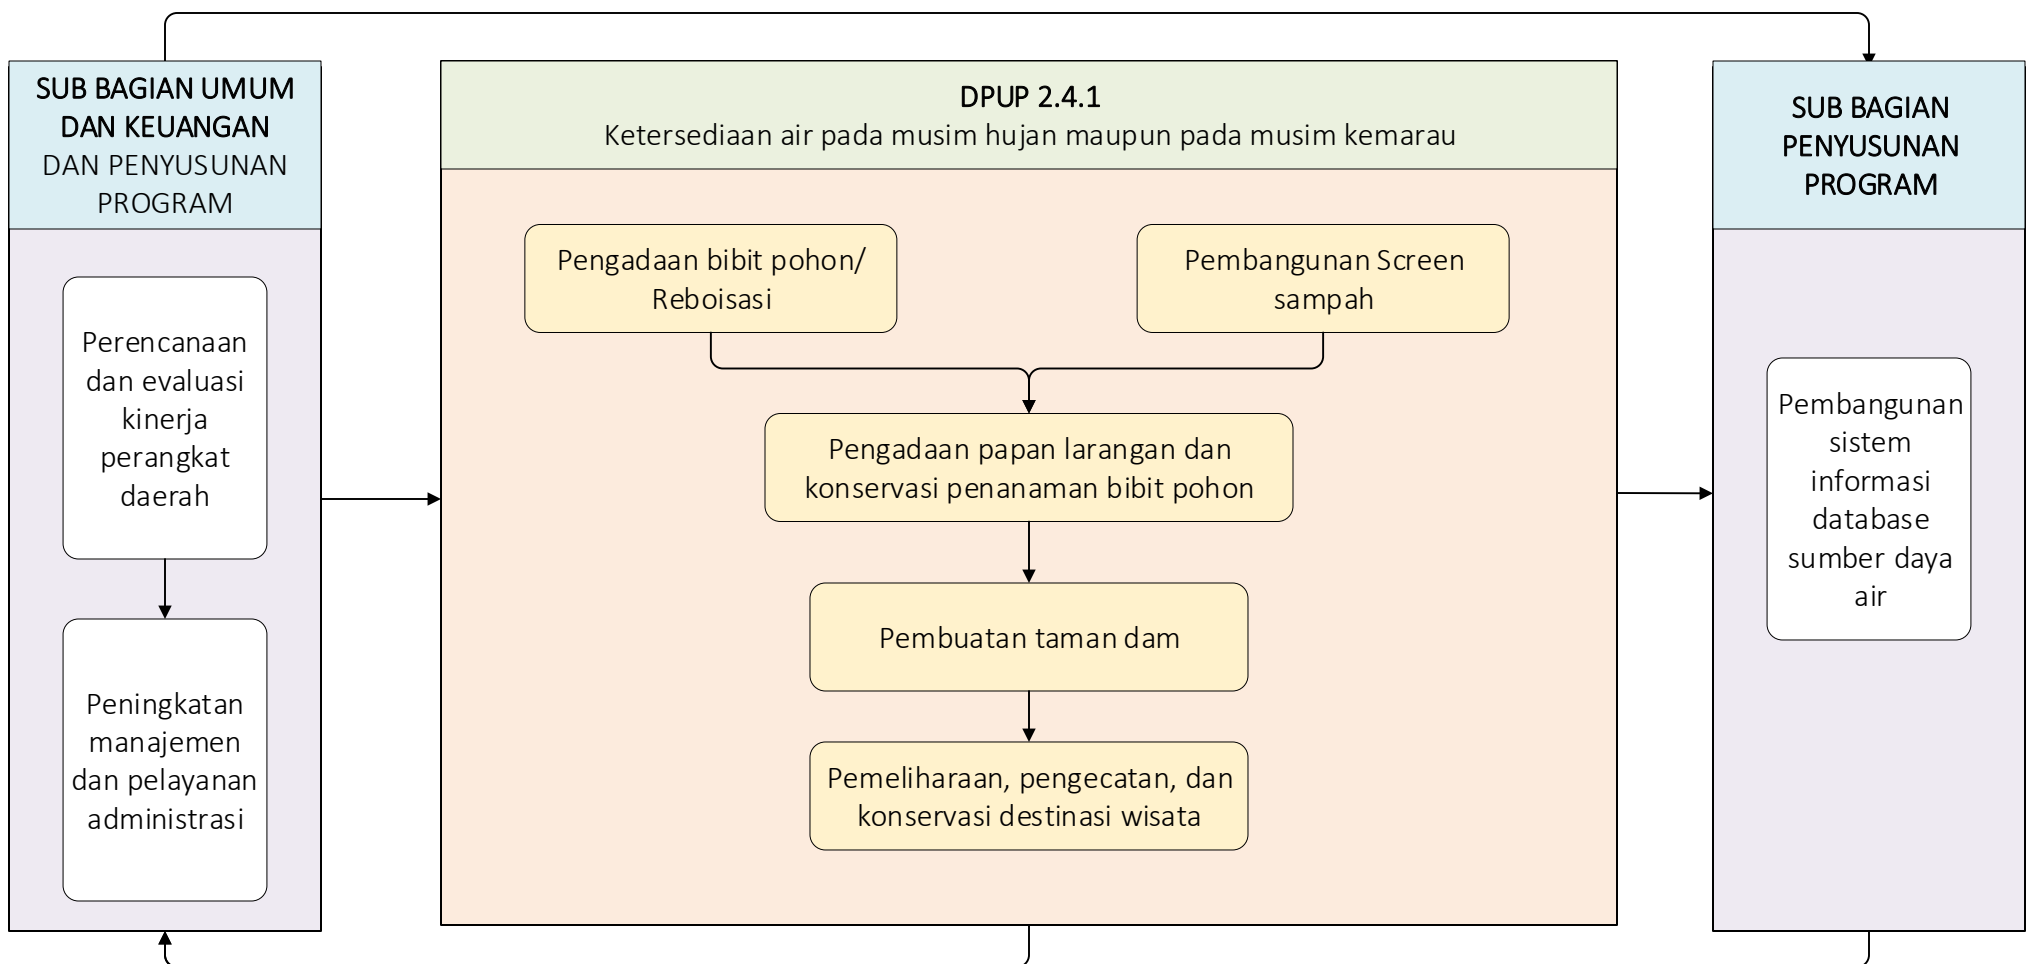 SUB BAGIAN UMUM
DAN KEUANGAN
DAN PENYUSUNAN
PROGRAM
Perencanaan
dan evaluasi
kinerja
perangkat
daerah
Peningkatan
manajemen
dan pelayanan
administrasi
DPUP 2.4.1
Ketersediaan air pada musim hujan maupun pada musim kemarau
Pengadaan bibit pohon/
Reboisasi
Pembangunan Screen
sampah
Pengadaan papan larangan dan
konservasi penanaman bibit pohon
Pembuatan taman dam
Pemeliharaan, pengecatan, dan
konservasi destinasi wisata
SUB BAGIAN
PENYUSUNAN
PROGRAM
Pembangunan
sistem
informasi
database
sumber daya
air